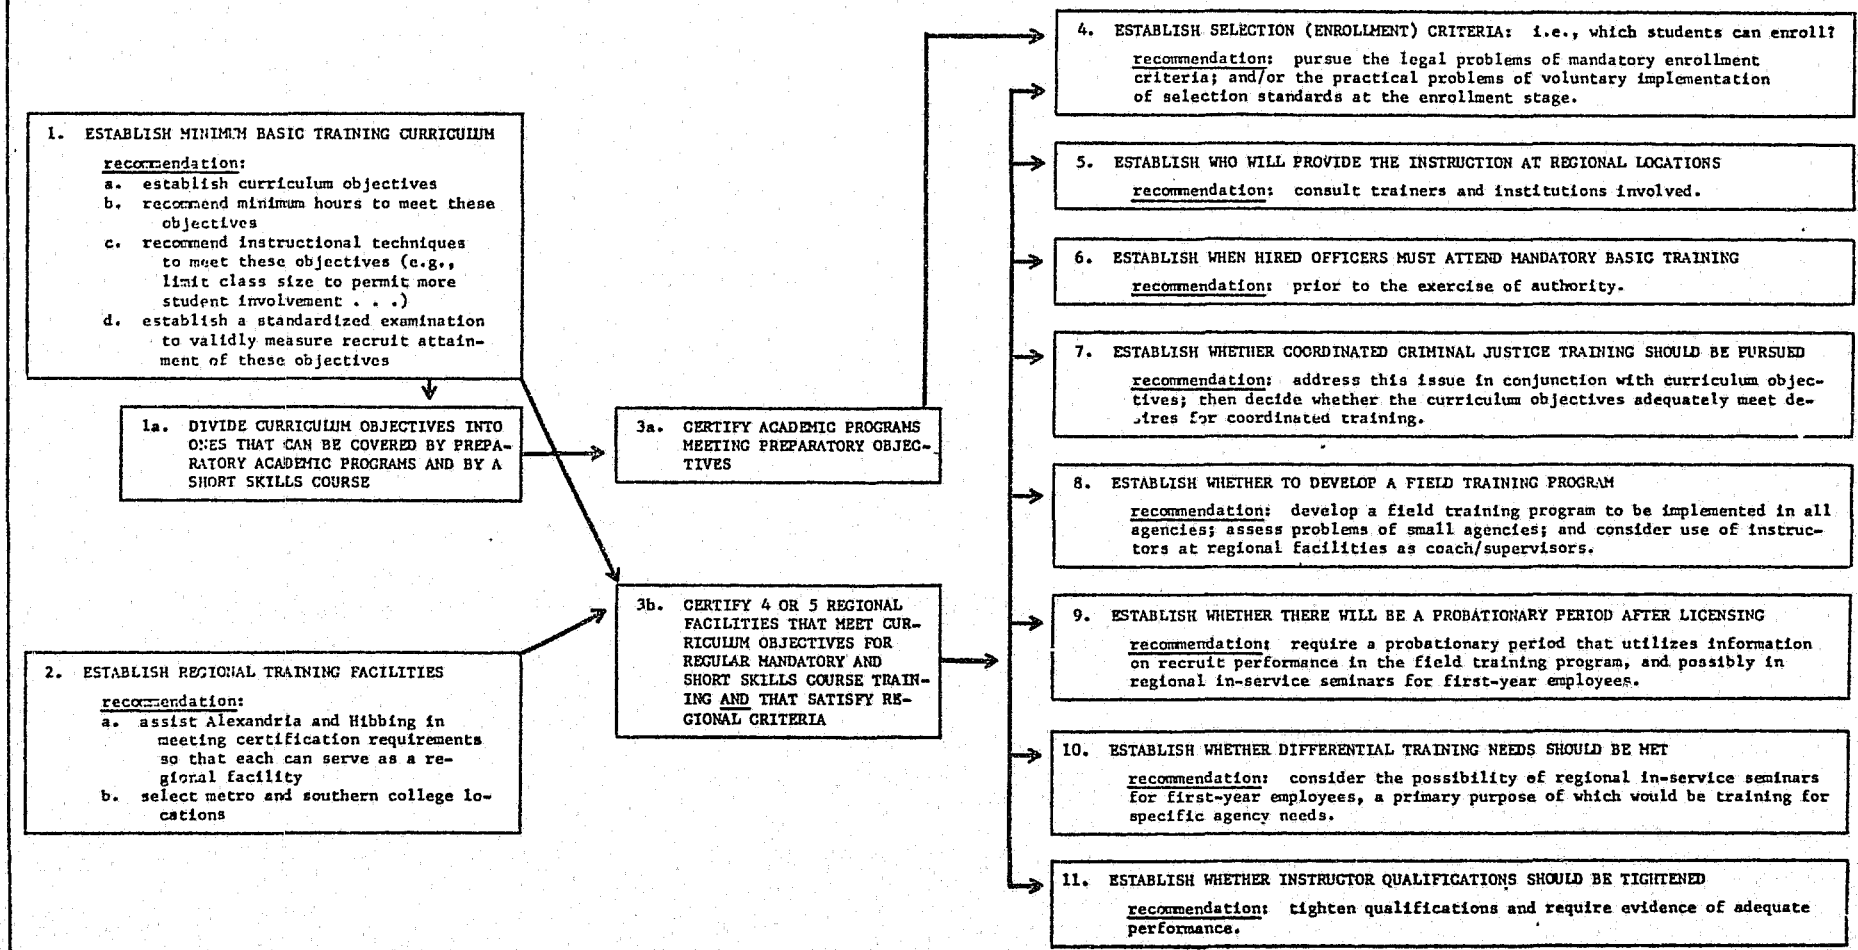 1. ESTABLISH MINIMUM BASIC TRAINING CURRICULUM
recommendation:
a. establish curriculum objectives
b. recommend minimum hours to meet these
objectives
c. recommend instructional techniques
to meet these objectives (e.g.,
limit class size to permit more
student involvement . . .)
d. establish a standardized examination
to validly measure recruit attain-
ment of these objectives
1a. DIVIDE CURRICULUM OBJECTIVES INTO
ONES THAT CAN BE COVERED BY PREPA-
RATORY ACADEMIC PROGRAMS AND BY A
SHORT SKILLS COURSE
2. ESTABLISH REGIONAL TRAINING FACILITIES
recommendation:
a. assist Alexandria and Hibbing in
meeting certification requirements
so that each can serve as a re-
gional facility
b. select metro and southern college lo-
cations
3a. CERTIFY ACADEMIC PROGRAMS
MEETING PREPARATORY OBJEC-
TIVES
3b. CERTIFY 4 OR 5 REGIONAL
FACILITIES THAT MEET CUR-
RICULUM OBJECTIVES FOR
REGULAR MANDATORY AND
SHORT SKILLS COURSE TRAIN-
ING AND THAT SATISFY RE-
GIONAL CRITERIA
4. ESTABLISH SELECTION (ENROLLMENT) CRITERIA: i.e., which students can enroll?
recommendation: pursue the legal problems of mandatory enrollment
criteria; and/or the practical problems of voluntary implementation
of selection standards at the enrollment stage.
5. ESTABLISH WHO WILL PROVIDE THE INSTRUCTION AT REGIONAL LOCATIONS
recommendation: consult trainers and institutions involved.
6. ESTABLISH WHEN HIRED OFFICERS MUST ATTEND MANDATORY BASIC TRAINING
recommendation: prior to the exercise of authority.
7. ESTABLISH WHETHER COORDINATED CRIMINAL JUSTICE TRAINING SHOULD BE PURSUED
recommendation: address this issue in conjunction with curriculum objec-
tives; then decide whether the curriculum objectives adequately meet de-
sires for coordinated training.
8. ESTABLISH WHETHER TO DEVELOP A FIELD TRAINING PROGRAM
recommendation: develop a field training program to be implemented in all
agencies; assess problems of small agencies; and consider use of instruc-
tors at regional facilities as coach/supervisors.
9. ESTABLISH WHETHER THERE WILL BE A PROBATIONARY PERIOD AFTER LICENSING
recommendation: require a probationary period that utilizes information
on recruit performance in the field training program, and possibly in
regional in-service seminars for first-year employees.
10. ESTABLISH WHETHER DIFFERENTIAL TRAINING NEEDS SHOULD BE MET
recommendation: consider the possibility of regional in-service seminars
for first-year employees, a primary purpose of which would be training for
specific agency needs.
11. ESTABLISH WHETHER INSTRUCTOR QUALIFICATIONS SHOULD BE TIGHTENED
recommendation: tighten qualifications and require evidence of adequate
performance.